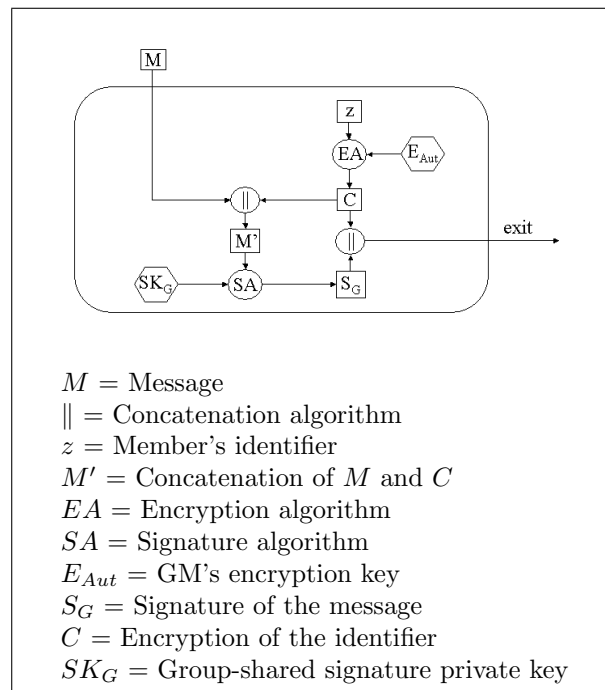 M
z
EA
E_Aut
||
C
M'
||
exit
SK_G
SA
S_G
M = Message
∥ = Concatenation algorithm
z = Member's identifier
M′ = Concatenation of M and C
EA = Encryption algorithm
SA = Signature algorithm
E_Aut = GM's encryption key
S_G = Signature of the message
C = Encryption of the identifier
SK_G = Group-shared signature private key